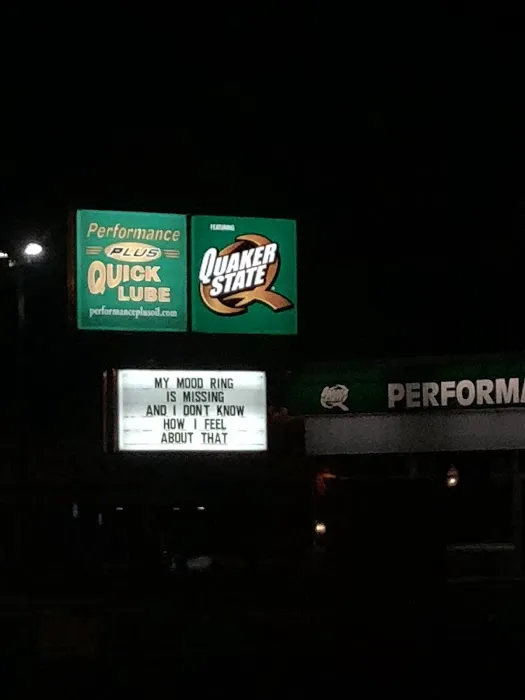 Performance
PLUS
QUICK
LUBE
performanceplusoil.com
FEATURING
QUAKER
STATE
MY MOOD RING
IS MISSING
AND I DONT KNOW
HOW I FEEL
ABOUT THAT
PERFORMA